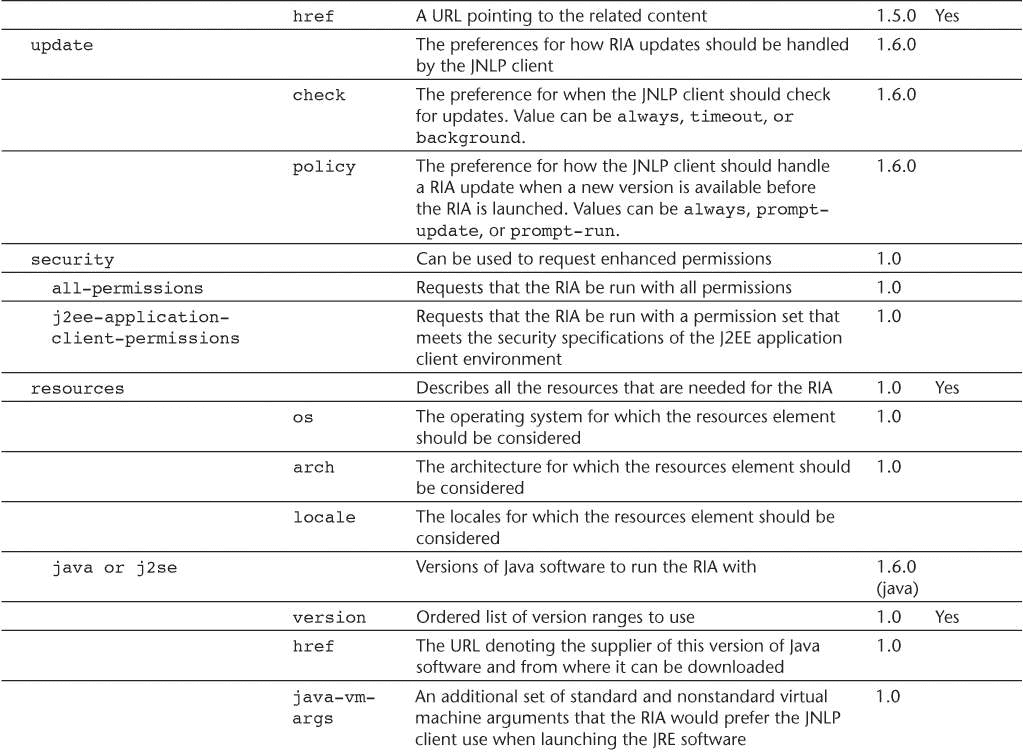 href A URL pointing to the related content 1.5.0 Yes
update The preferences for how RIA updates should be handled 1.6.0
by the JNLP client
check The preference for when the JNLP client should check 1.6.0
for updates. Value can be always, timeout, or
background.
policy The preference for how the JNLP client should handle 1.6.0
a RIA update when a new version is available before
the RIA is launched. Values can be always, prompt-
update, or prompt-run.
security Can be used to request enhanced permissions 1.0
all-permissions Requests that the RIA be run with all permissions 1.0
j2ee-application- Requests that the RIA be run with a permission set that 1.0
client-permissions meets the security specifications of the J2EE application
client environment
resources Describes all the resources that are needed for the RIA 1.0 Yes
os The operating system for which the resources element 1.0
should be considered
arch The architecture for which the resources element should 1.0
be considered
locale The locales for which the resources element should be
considered
java or j2se Versions of Java software to run the RIA with 1.6.0
(java)
version Ordered list of version ranges to use 1.0 Yes
href The URL denoting the supplier of this version of Java 1.0
software and from where it can be downloaded
java-vm- An additional set of standard and nonstandard virtual 1.0
args machine arguments that the RIA would prefer the JNLP
client use when launching the JRE software